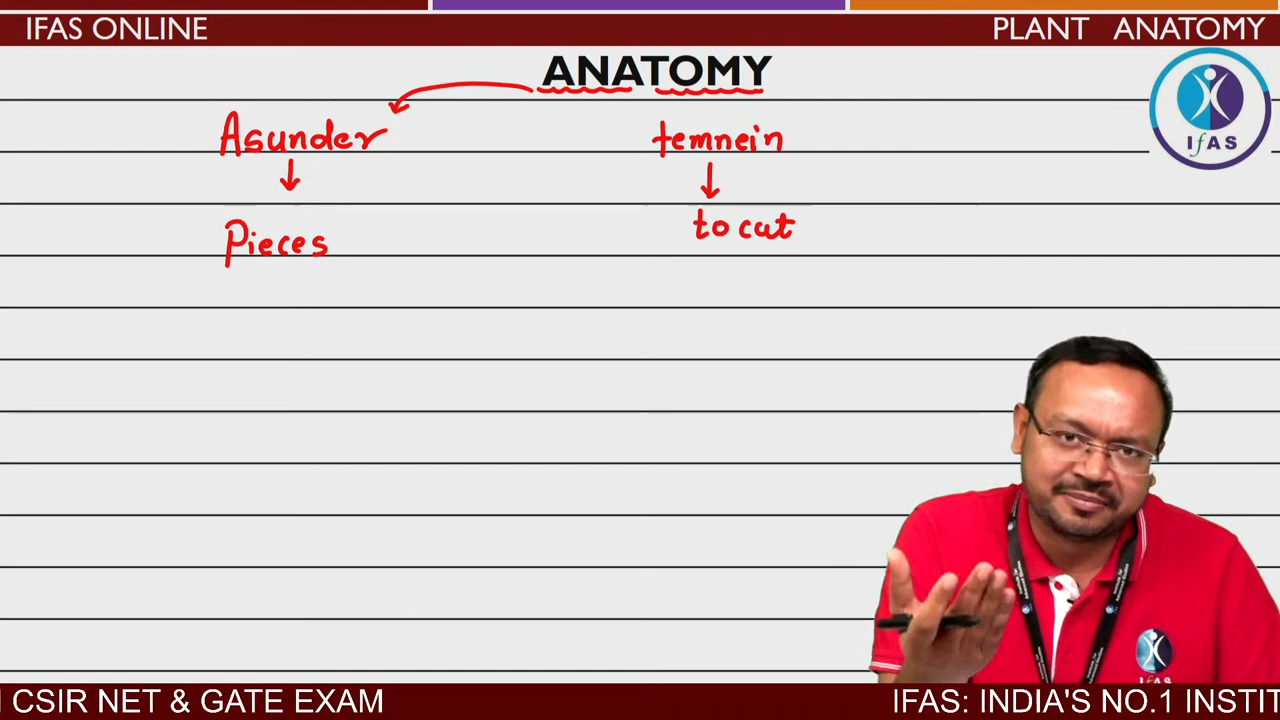 IFAS ONLINE
PLANT ANATOMY
ANATOMY
IfAS
Asunder
temnein
Pieces
to cut
CSIR NET & GATE EXAM
IFAS: INDIA'S NO.1 INSTIT